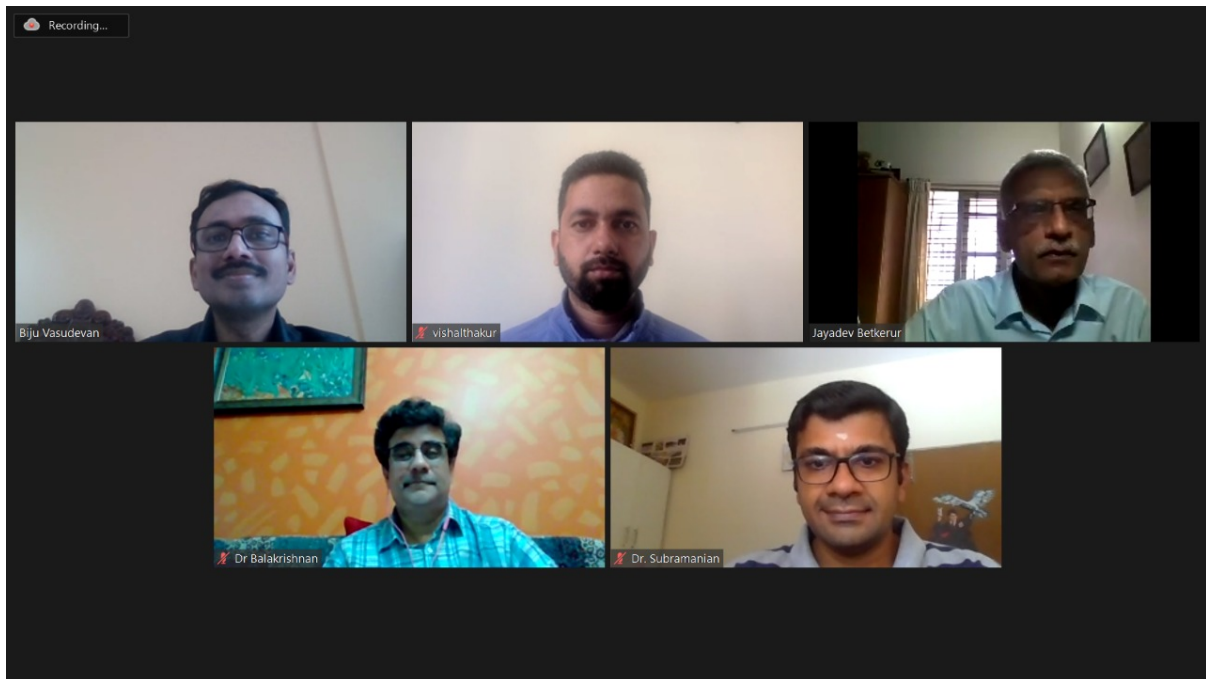 Recording...
Biju Vasudevan
vishalthakur
Jayadev Betkerur
Dr Balakrishnan
Dr. Subramanian